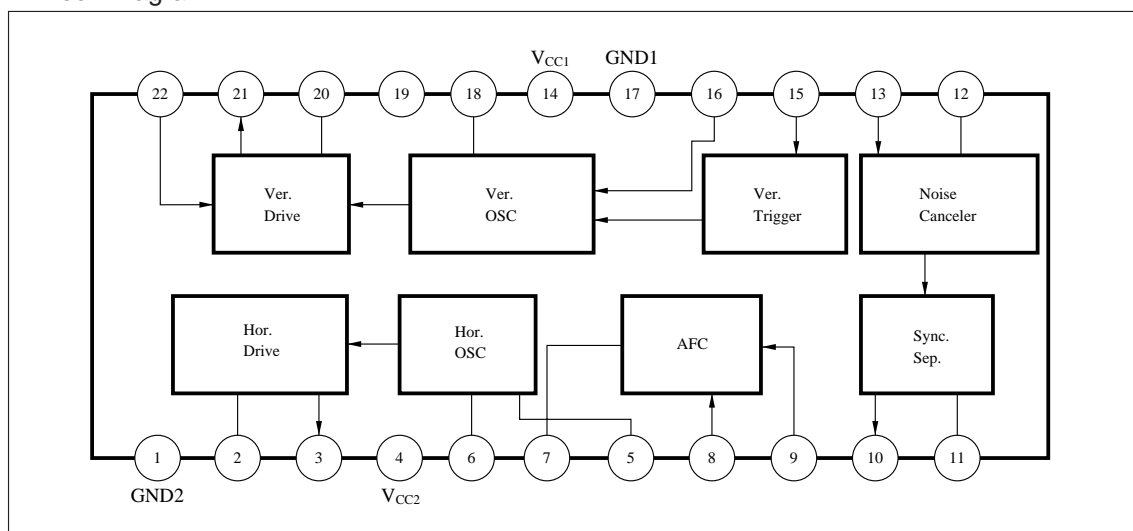 V_CC1 GND1
22 21 20 19 18 14 17 16 15 13 12
Ver.
Drive
Ver.
OSC
Ver.
Trigger
Noise
Canceler
Hor.
Drive
Hor.
OSC
AFC
Sync.
Sep.
1 2 3 4 6 7 5 8 9 10 11
GND2 V_CC2